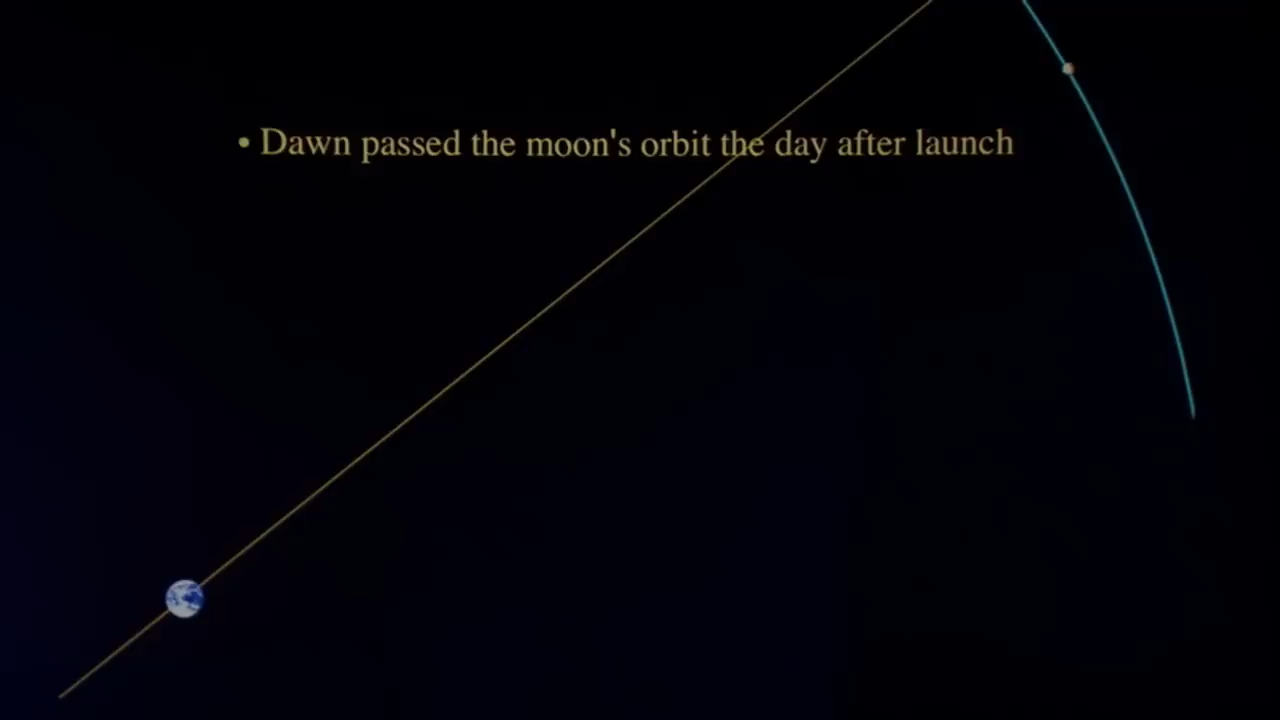 • Dawn passed the moon's orbit the day after launch